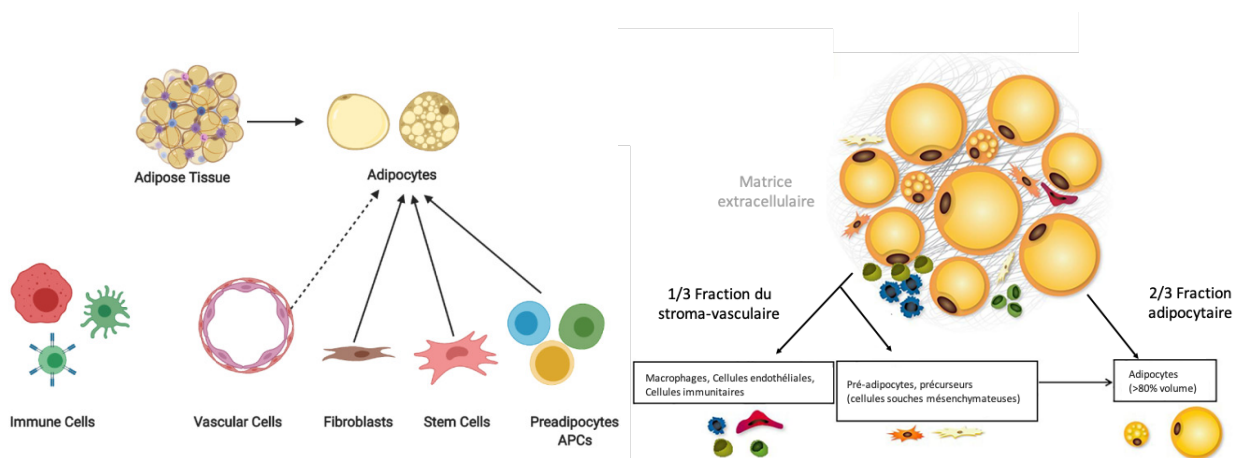 Adipose Tissue
Adipocytes
Immune Cells
Vascular Cells
Fibroblasts
Stem Cells
Preadipocytes
APCs
Matrice
extracellulaire
1/3 Fraction du
stroma-vasculaire
2/3 Fraction
adipocytaire
Macrophages, Cellules endothéliales,
Cellules immunitaires
Pré-adipocytes, précurseurs
(cellules souches mésenchymateuses)
Adipocytes
(>80% volume)